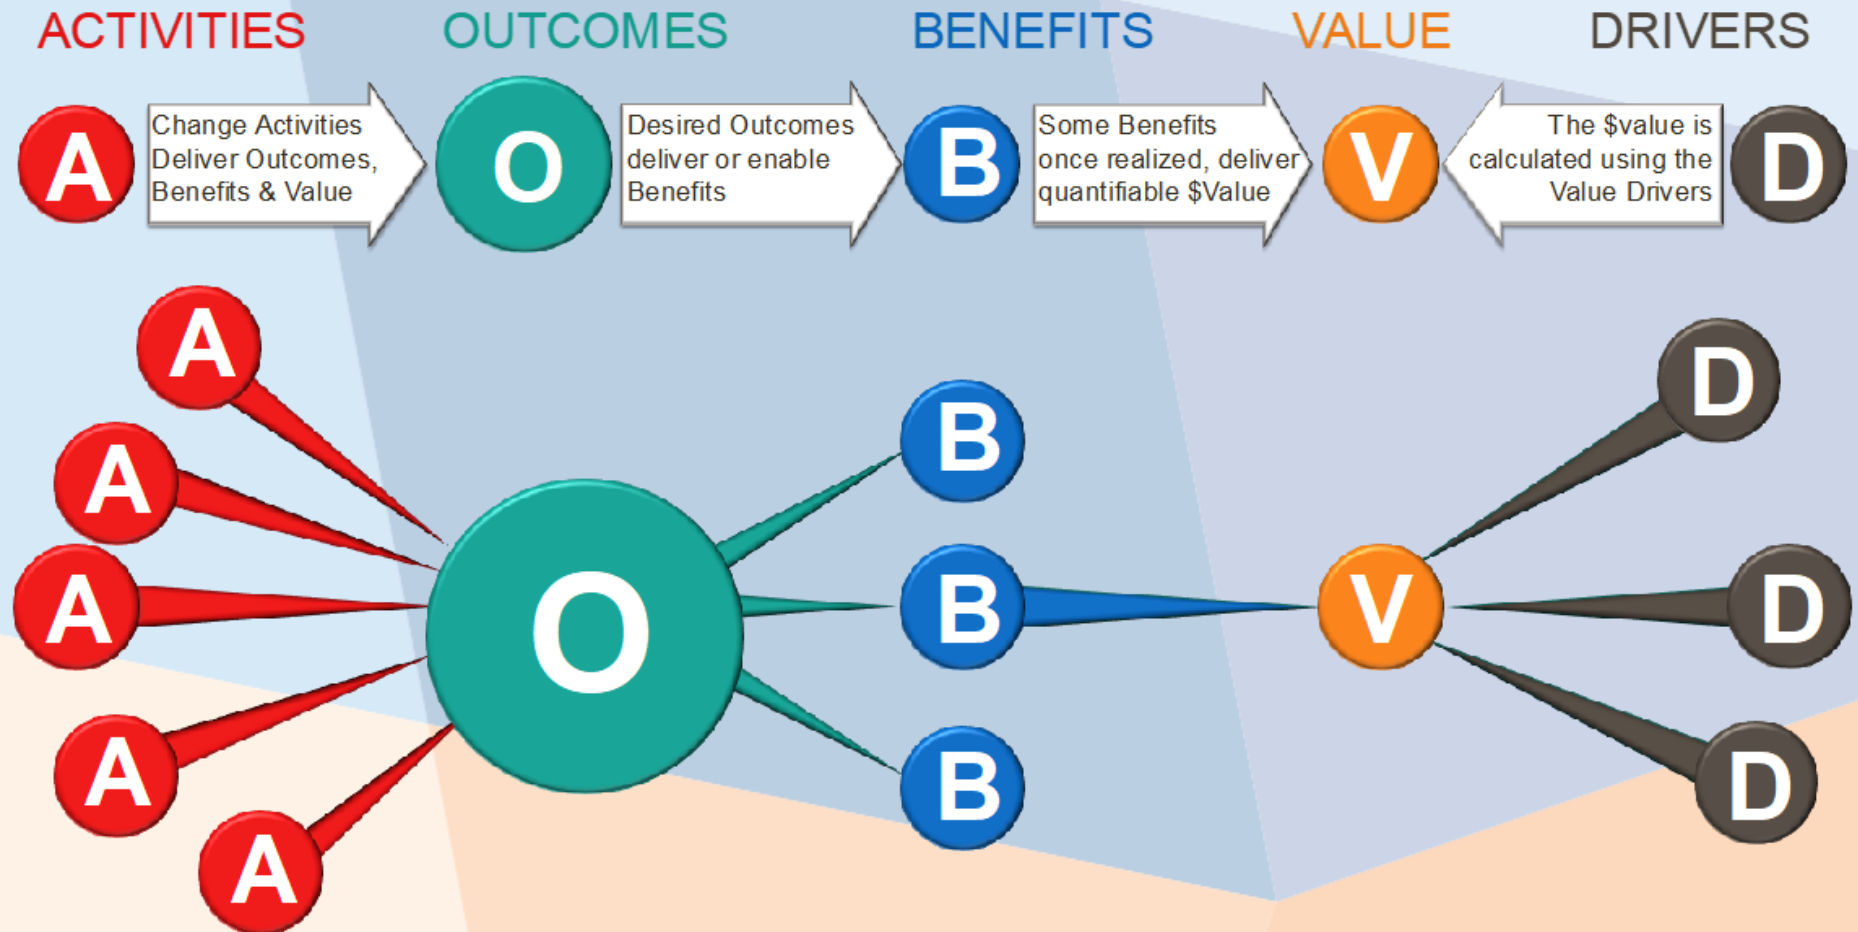 ACTIVITIES
OUTCOMES
BENEFITS
VALUE
DRIVERS
A
Change Activities
Deliver Outcomes,
Benefits & Value
O
Desired Outcomes
deliver or enable
Benefits
B
Some Benefits
once realized, deliver
quantifiable $Value
V
The $value is
calculated using the
Value Drivers
D
A
A
A
A
A
O
B
B
B
V
D
D
D